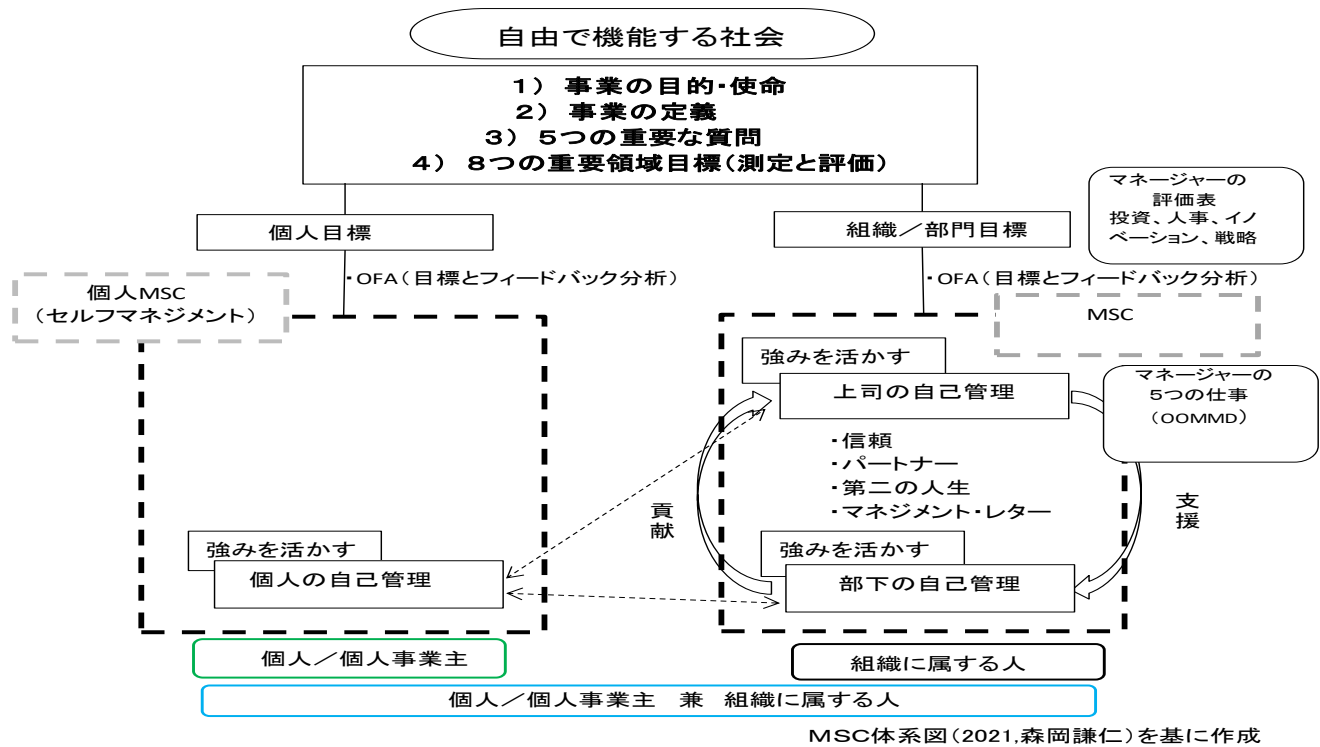 自由で機能する社会
1） 事業の目的・使命
2） 事業の定義
3） 5つの重要な質問
4） 8つの重要領域目標（測定と評価）
マネージャーの
評価表
投資、人事、イノ
ベーション、戦略
個人目標
組織／部門目標
・OFA（目標とフィードバック分析）
・OFA（目標とフィードバック分析）
個人MSC
（セルフマネジメント）
MSC
強みを活かす
上司の自己管理
マネージャーの
5つの仕事
（OOMMD）
・信頼
・パートナー
・第二の人生
・マネジメント・レター
貢献
支援
強みを活かす
個人の自己管理
強みを活かす
部下の自己管理
個人／個人事業主
組織に属する人
個人／個人事業主　兼　組織に属する人
MSC体系図（2021,森岡謙仁）を基に作成